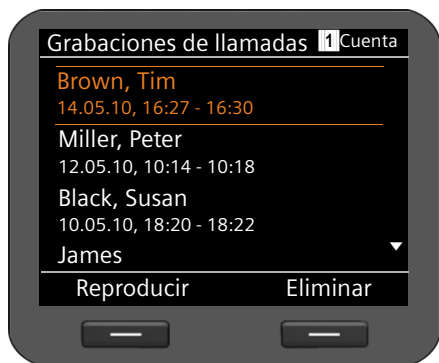 Grabaciones de llamadas 1 Cuenta
Brown, Tim
14.05.10, 16:27 - 16:30
Miller, Peter
12.05.10, 10:14 - 10:18
Black, Susan
10.05.10, 18:20 - 18:22
James
Reproducir Eliminar